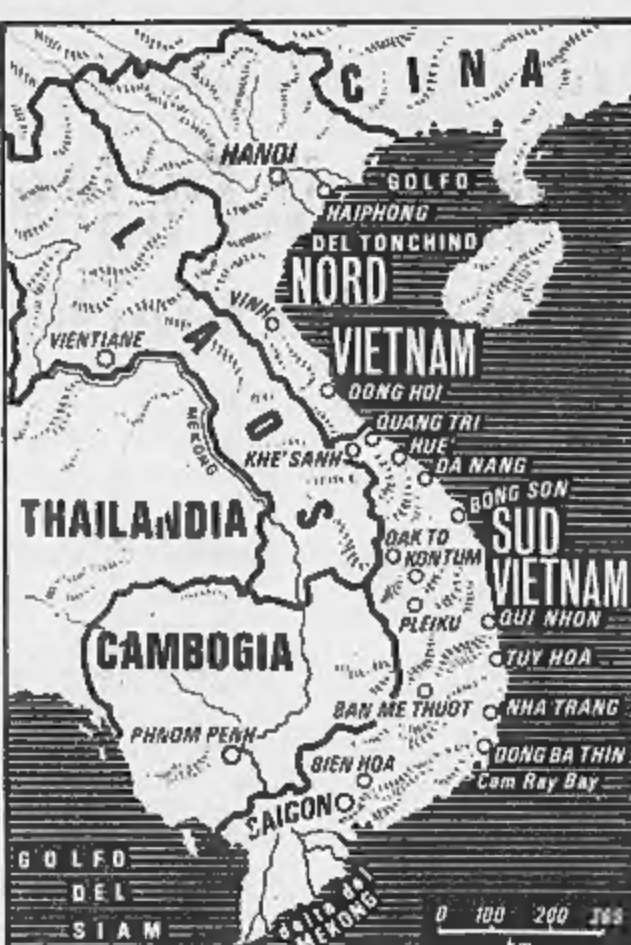 CINA
HANOI
GOLFO
HAIPHONG
DEL TONCHINO
NORD
VIETNAM
LAOS
VINH
VIENTIANE
DONG HOI
MEKONG
QUANG TRI
KHE'SANH
HUE'
DA NANG
BONG SON
THAILANDIA
SUD
VIETNAM
DAK TO
KONTUM
PLEIKU
QUI NHON
CAMBOGIA
TUY HOA
BAN ME THUOT
NHA TRANG
PHNOM PENH
BIEN HOA
DONG BA THIN
Cam Ray Bay
SAIGON
GOLFO
DEL
SIAM
delta del
MEKONG
0 100 200
km